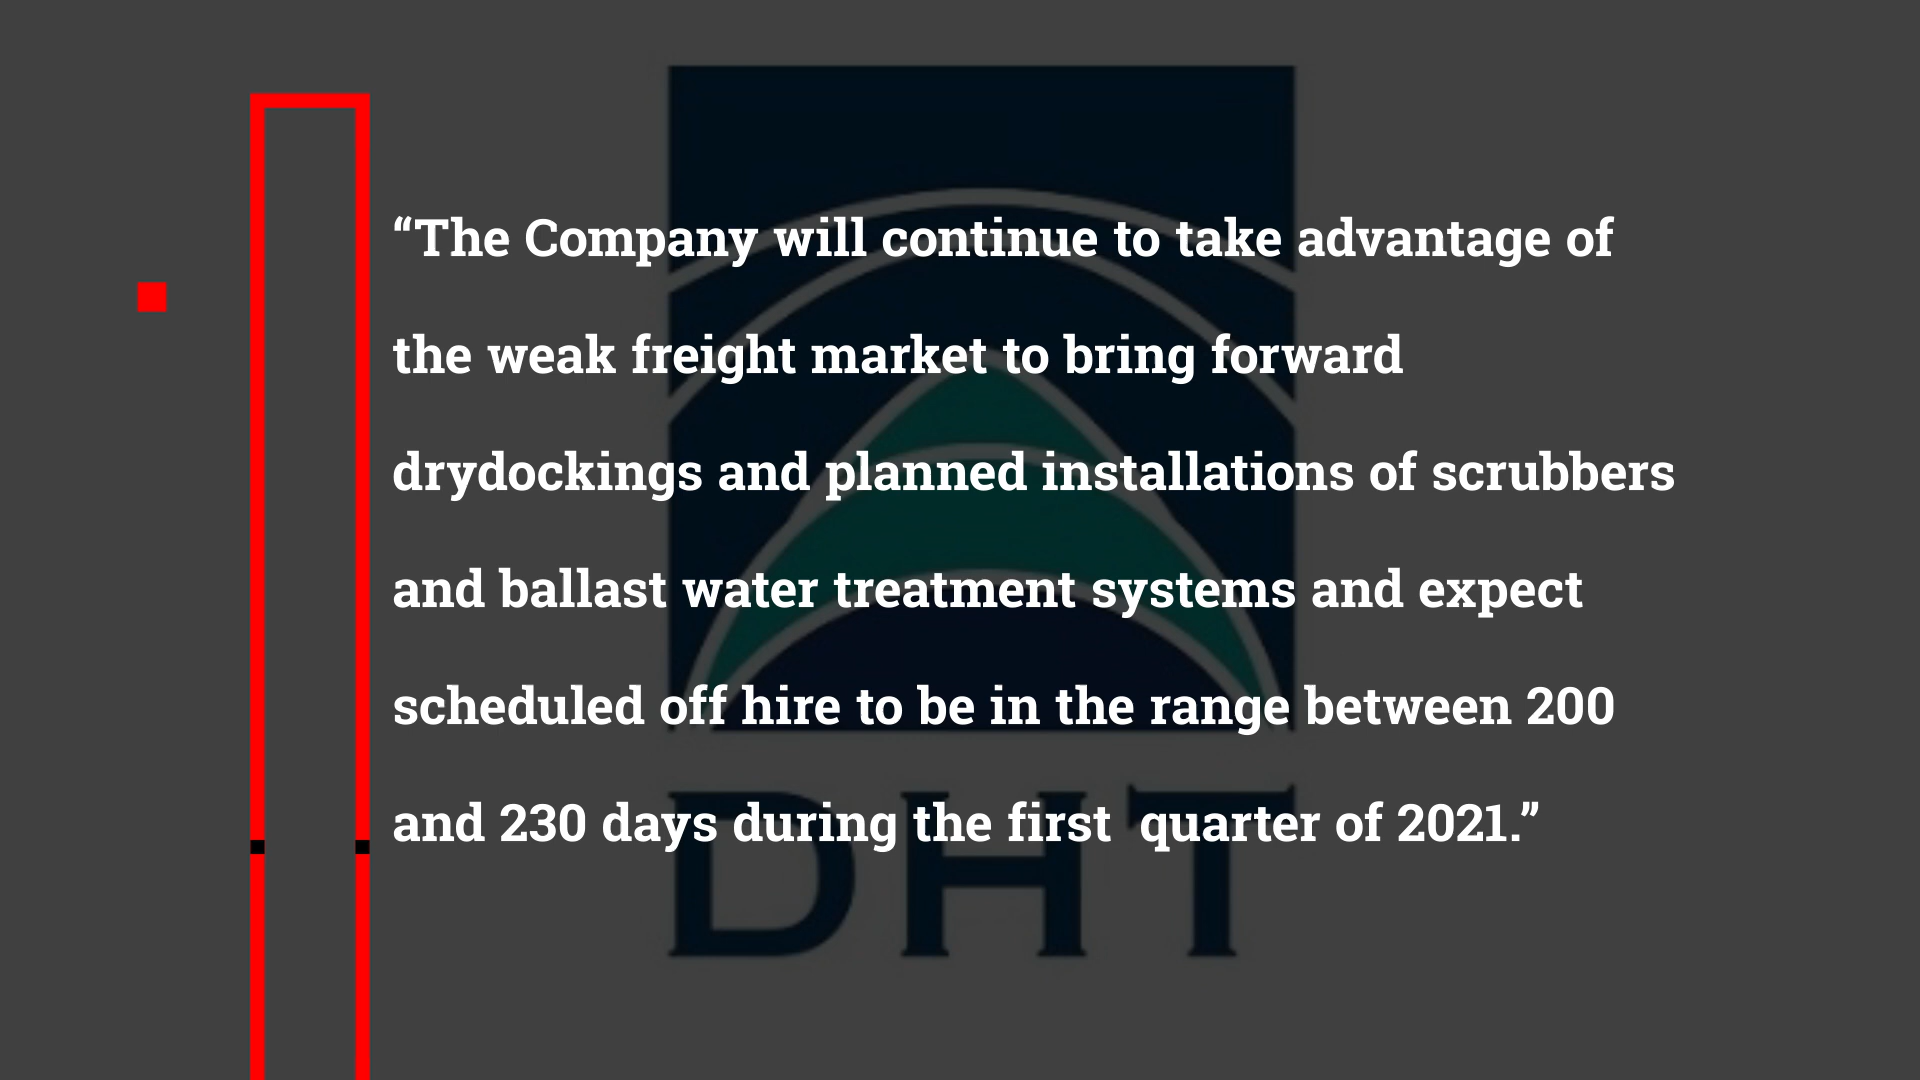 “The Company will continue to take advantage of
the weak freight market to bring forward
drydockings and planned installations of scrubbers
and ballast water treatment systems and expect
scheduled off hire to be in the range between 200
and 230 days during the first  quarter of 2021.”
DHT